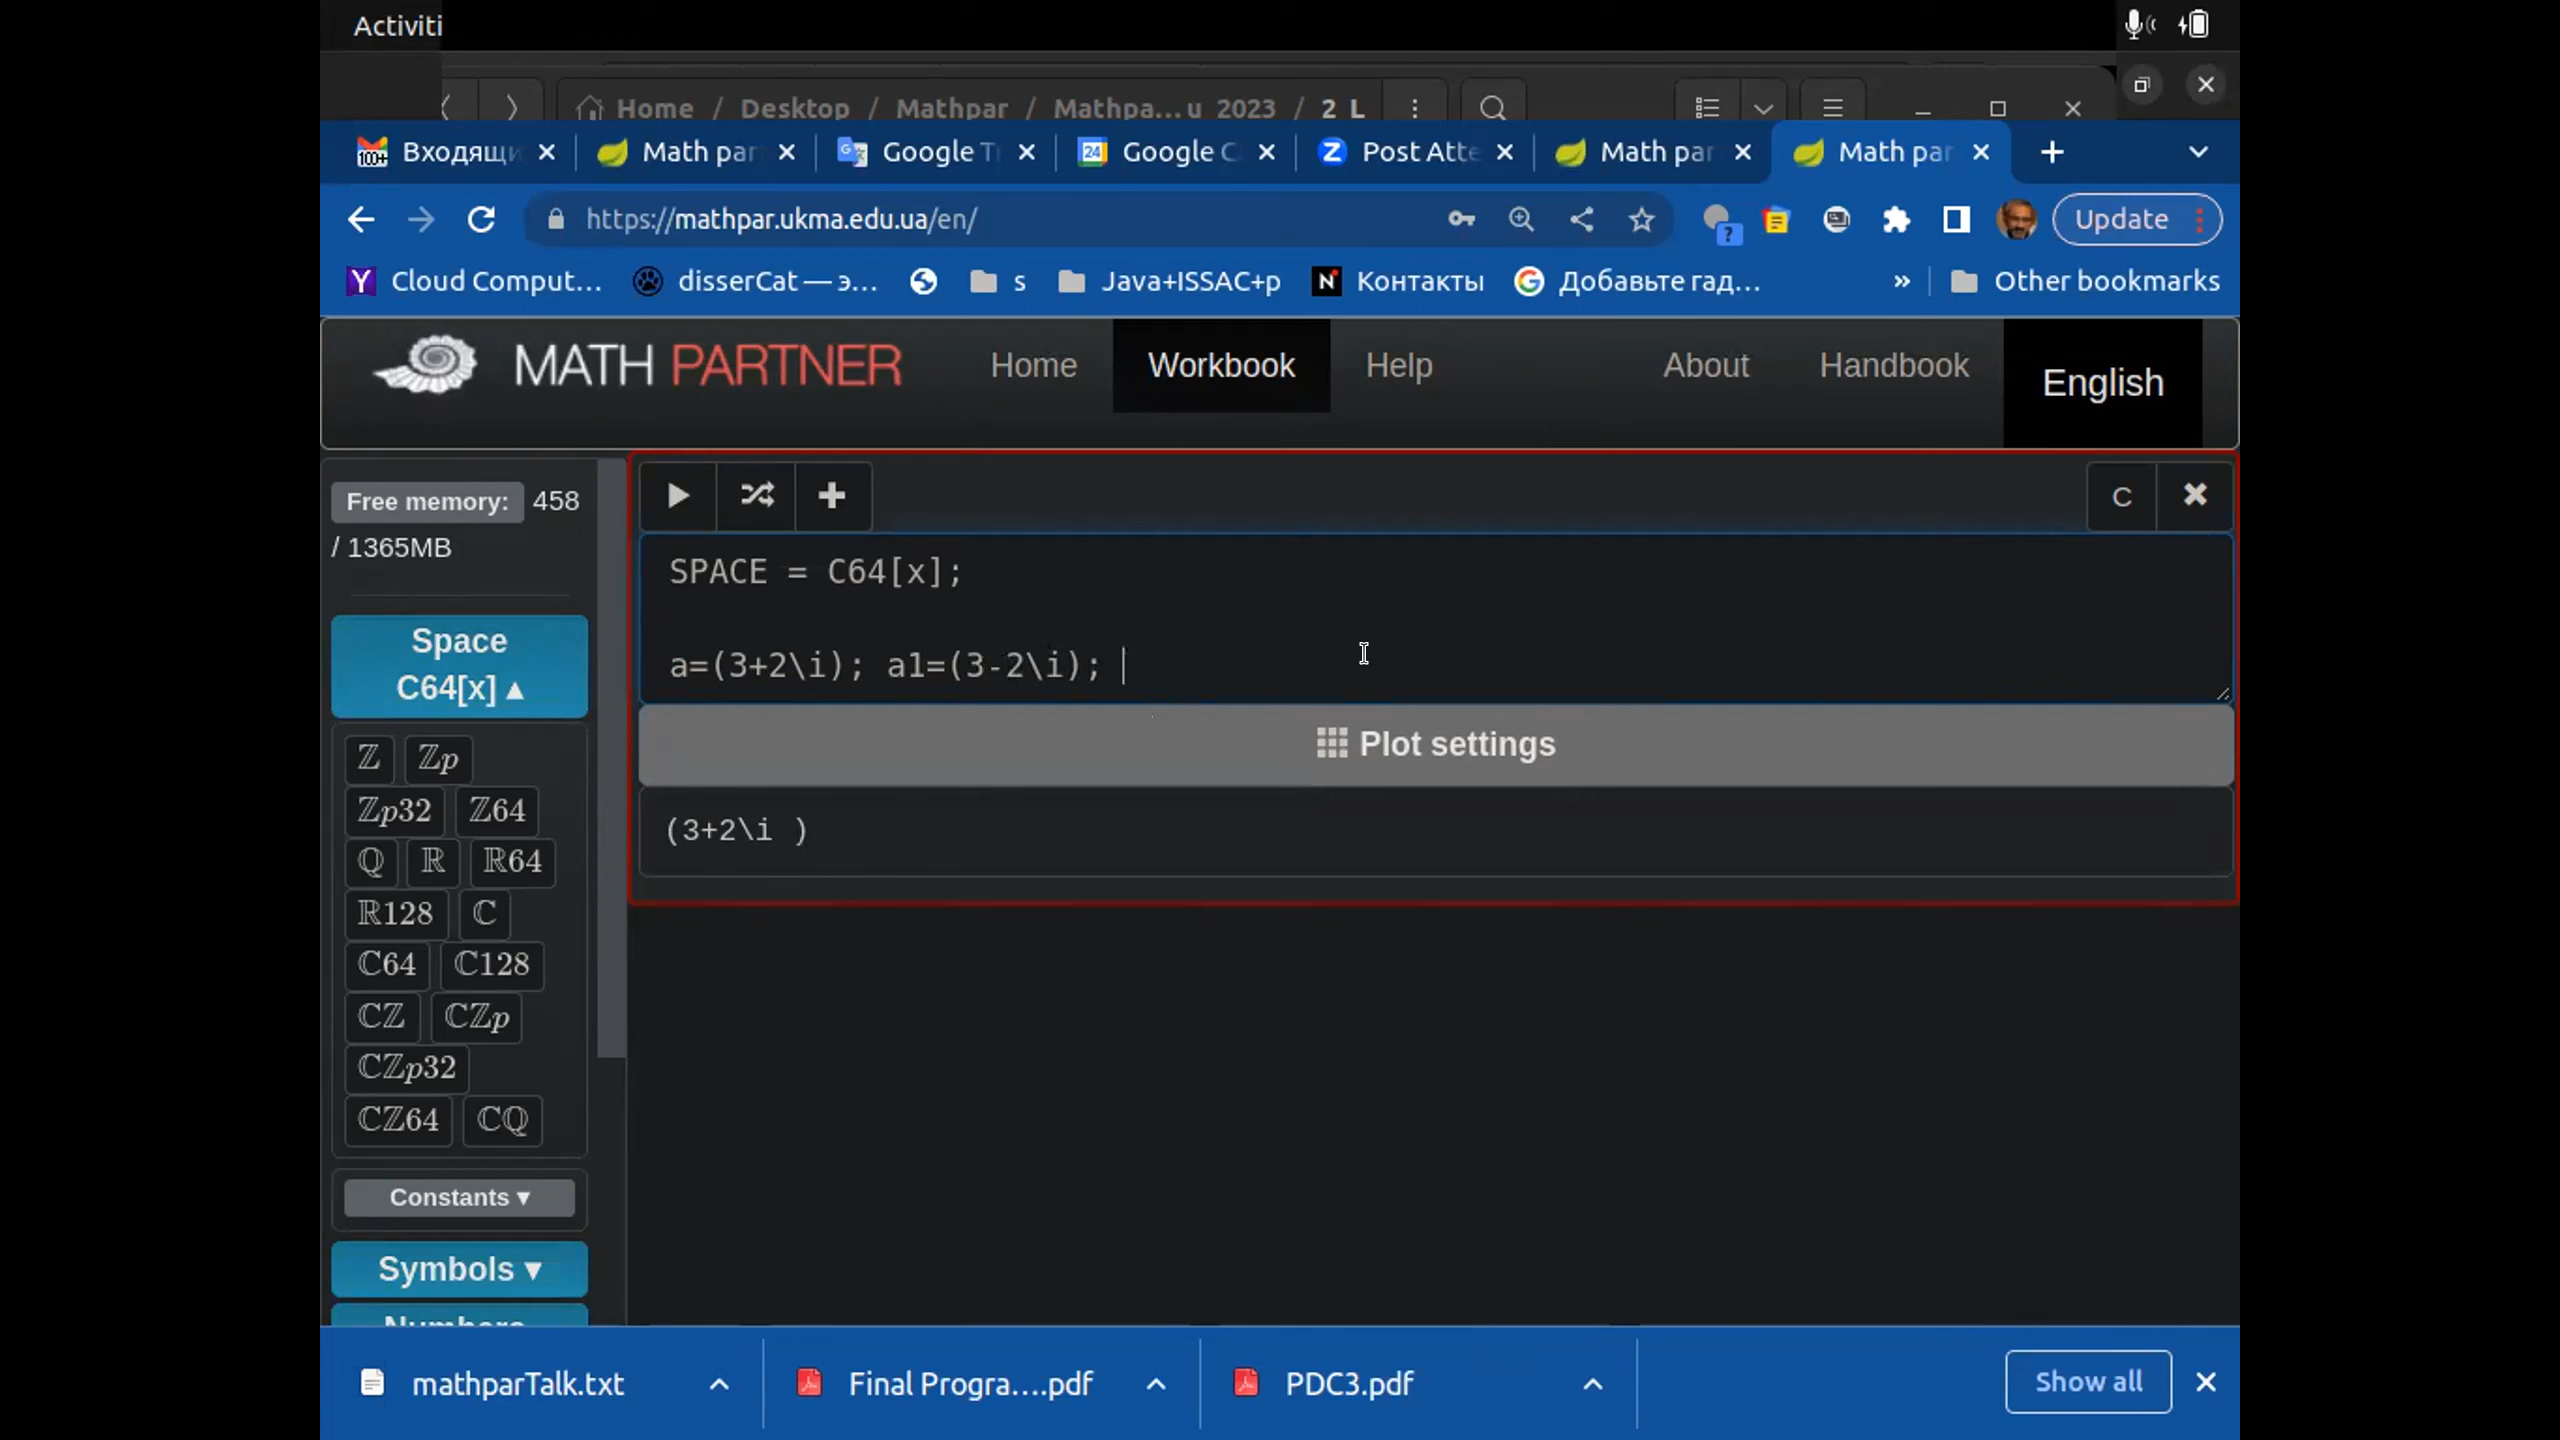 Activiti
Home / Desktop / Mathpar / Mathpa...u 2023 / 2 L
Входящи Math par Google T 24 Google C Post Atte Math par Math par
100+
https://mathpar.ukma.edu.ua/en/ ? Update
Cloud Comput... disserCat — э... s Java+ISSAC+p Контакты Добавьте гад... » Other bookmarks
MATH PARTNER Home Workbook Help About Handbook English
Free memory: 458
/ 1365MB
C
SPACE = C64[x];
a=(3+2\i); a1=(3-2\i);
Plot settings
(3+2\i )
Space
C64[x] ▲
ℤ ℤp
ℤp32 ℤ64
ℚ ℝ ℝ64
ℝ128 ℂ
ℂ64 ℂ128
ℂℤ ℂℤp
ℂℤp32
ℂℤ64 ℂℚ
Constants ▼
Symbols ▼
Numbers
mathparTalk.txt Final Progra....pdf PDC3.pdf Show all